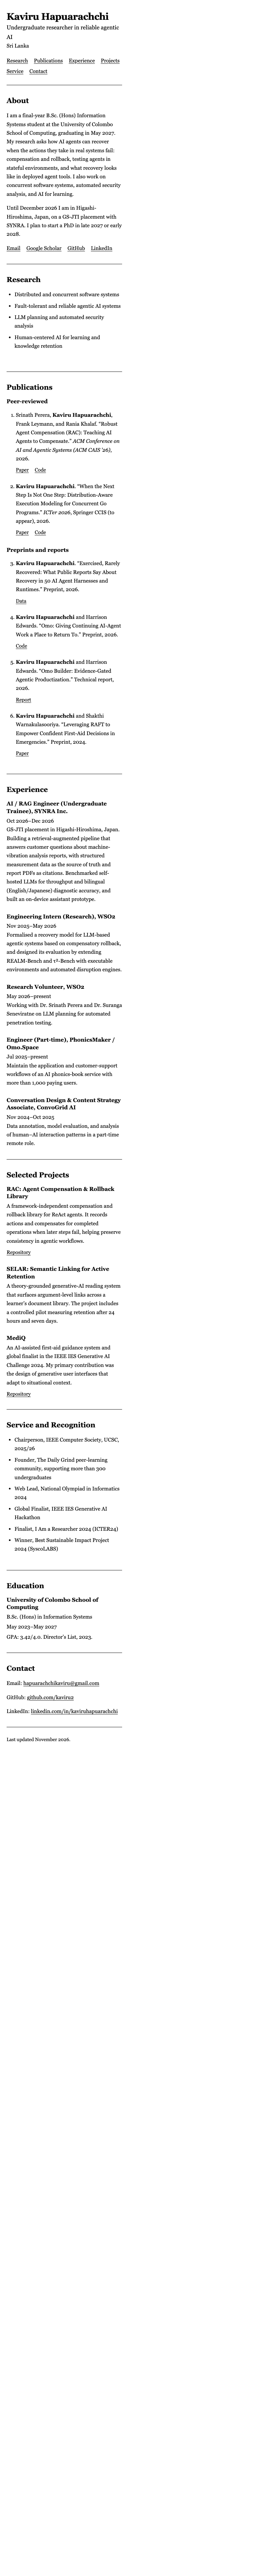 Kaviru Hapuarachchi
Undergraduate researcher in reliable agentic
AI
Sri Lanka
Research Publications Experience Projects
Service Contact
About
I am a final-year B.Sc. (Hons) Information
Systems student at the University of Colombo
School of Computing, graduating in May 2027.
My research asks how AI agents can recover
when the actions they take in real systems fail:
compensation and rollback, testing agents in
stateful environments, and what recovery looks
like in deployed agent tools. I also work on
concurrent software systems, automated security
analysis, and AI for learning.
Until December 2026 I am in Higashi-
Hiroshima, Japan, on a GS-JTI placement with
SYNRA. I plan to start a PhD in late 2027 or early
2028.
Email Google Scholar GitHub LinkedIn
Research
• Distributed and concurrent software systems
• Fault-tolerant and reliable agentic AI systems
• LLM planning and automated security
analysis
• Human-centered AI for learning and
knowledge retention
Publications
Peer-reviewed
1. Srinath Perera, Kaviru Hapuarachchi,
Frank Leymann, and Rania Khalaf. “Robust
Agent Compensation (RAC): Teaching AI
Agents to Compensate.” ACM Conference on
AI and Agentic Systems (ACM CAIS ’26),
2026.
Paper Code
2. Kaviru Hapuarachchi. “When the Next
Step Is Not One Step: Distribution-Aware
Execution Modeling for Concurrent Go
Programs.” ICTer 2026, Springer CCIS (to
appear), 2026.
Paper Code
Preprints and reports
3. Kaviru Hapuarachchi. “Exercised, Rarely
Recovered: What Public Reports Say About
Recovery in 50 AI Agent Harnesses and
Runtimes.” Preprint, 2026.
Data
4. Kaviru Hapuarachchi and Harrison
Edwards. “Omo: Giving Continuing AI-Agent
Work a Place to Return To.” Preprint, 2026.
Code
5. Kaviru Hapuarachchi and Harrison
Edwards. “Omo Builder: Evidence-Gated
Agentic Productization.” Technical report,
2026.
Report
6. Kaviru Hapuarachchi and Shakthi
Warnakulasooriya. “Leveraging RAFT to
Empower Confident First-Aid Decisions in
Emergencies.” Preprint, 2024.
Paper
Experience
AI / RAG Engineer (Undergraduate
Trainee), SYNRA Inc.
Oct 2026–Dec 2026
GS-JTI placement in Higashi-Hiroshima, Japan.
Building a retrieval-augmented pipeline that
answers customer questions about machine-
vibration analysis reports, with structured
measurement data as the source of truth and
report PDFs as citations. Benchmarked self-
hosted LLMs for throughput and bilingual
(English/Japanese) diagnostic accuracy, and
built an on-device assistant prototype.
Engineering Intern (Research), WSO2
Nov 2025–May 2026
Formalised a recovery model for LLM-based
agentic systems based on compensatory rollback,
and designed its evaluation by extending
REALM-Bench and τ²-Bench with executable
environments and automated disruption engines.
Research Volunteer, WSO2
May 2026–present
Working with Dr. Srinath Perera and Dr. Suranga
Seneviratne on LLM planning for automated
penetration testing.
Engineer (Part-time), PhonicsMaker /
Omo.Space
Jul 2025–present
Maintain the application and customer-support
workflows of an AI phonics-book service with
more than 1,000 paying users.
Conversation Design & Content Strategy
Associate, ConvoGrid AI
Nov 2024–Oct 2025
Data annotation, model evaluation, and analysis
of human–AI interaction patterns in a part-time
remote role.
Selected Projects
RAC: Agent Compensation & Rollback
Library
A framework-independent compensation and
rollback library for ReAct agents. It records
actions and compensates for completed
operations when later steps fail, helping preserve
consistency in agentic workflows.
Repository
SELAR: Semantic Linking for Active
Retention
A theory-grounded generative-AI reading system
that surfaces argument-level links across a
learner’s document library. The project includes
a controlled pilot measuring retention after 24
hours and seven days.
MediQ
An AI-assisted first-aid guidance system and
global finalist in the IEEE IES Generative AI
Challenge 2024. My primary contribution was
the design of generative user interfaces that
adapt to situational context.
Repository
Service and Recognition
• Chairperson, IEEE Computer Society, UCSC,
2025/26
• Founder, The Daily Grind peer-learning
community, supporting more than 300
undergraduates
• Web Lead, National Olympiad in Informatics
2024
• Global Finalist, IEEE IES Generative AI
Hackathon
• Finalist, I Am a Researcher 2024 (ICTER24)
• Winner, Best Sustainable Impact Project
2024 (SyscoLABS)
Education
University of Colombo School of
Computing
B.Sc. (Hons) in Information Systems
May 2023–May 2027
GPA: 3.42/4.0. Director’s List, 2023.
Contact
Email: hapuarachchikaviru@gmail.com
GitHub: github.com/kaviru2
LinkedIn: linkedin.com/in/kaviruhapuarachchi
Last updated November 2026.